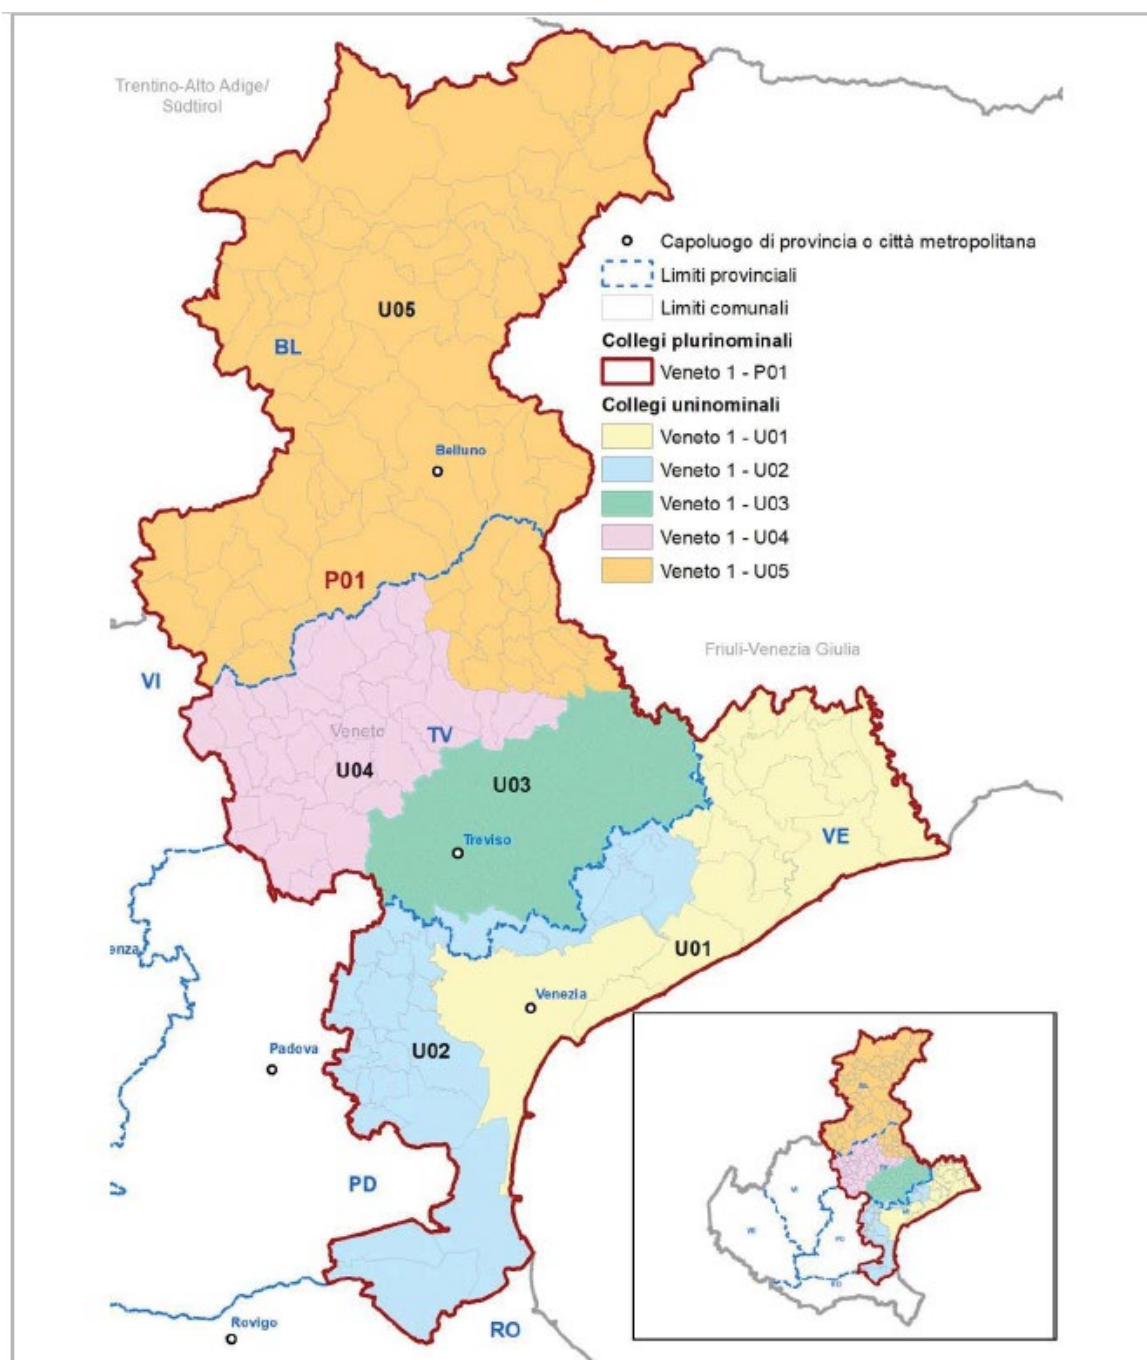 Trentino-Alto Adige/
Südtirol
Capoluogo di provincia o città metropolitana
Limiti provinciali
Limiti comunali
Collegi plurinominali
Veneto 1 - P01
Collegi uninominali
Veneto 1 - U01
Veneto 1 - U02
Veneto 1 - U03
Veneto 1 - U04
Veneto 1 - U05
U05
BL
Belluno
P01
Friuli-Venezia Giulia
VI
Veneto
TV
U04
U03
Treviso
VE
enza
U01
Venezia
Padova
U02
PD
Rovigo
RO